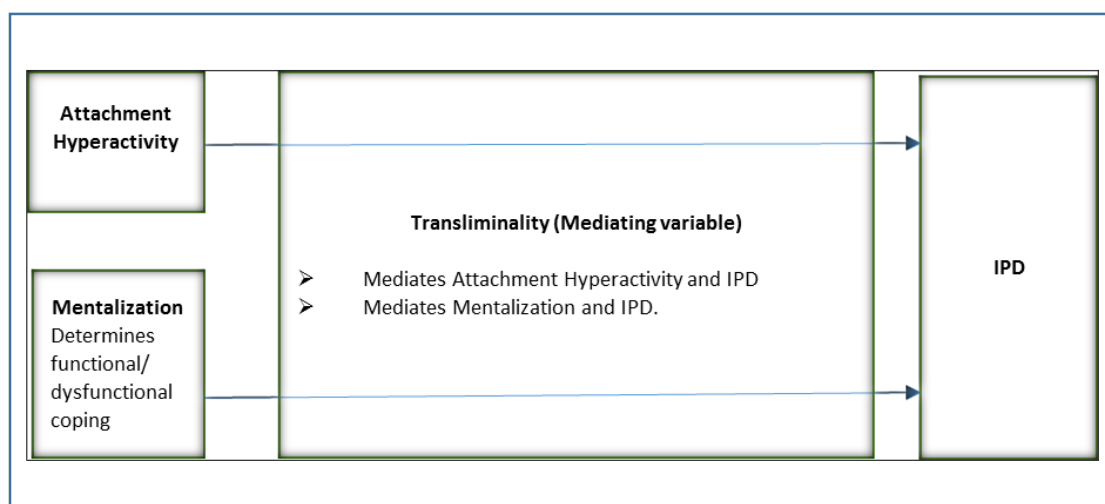 Attachment
Hyperactivity
Transliminality (Mediating variable)
➢ Mediates Attachment Hyperactivity and IPD
➢ Mediates Mentalization and IPD.
Mentalization
Determines
functional/
dysfunctional
coping
IPD